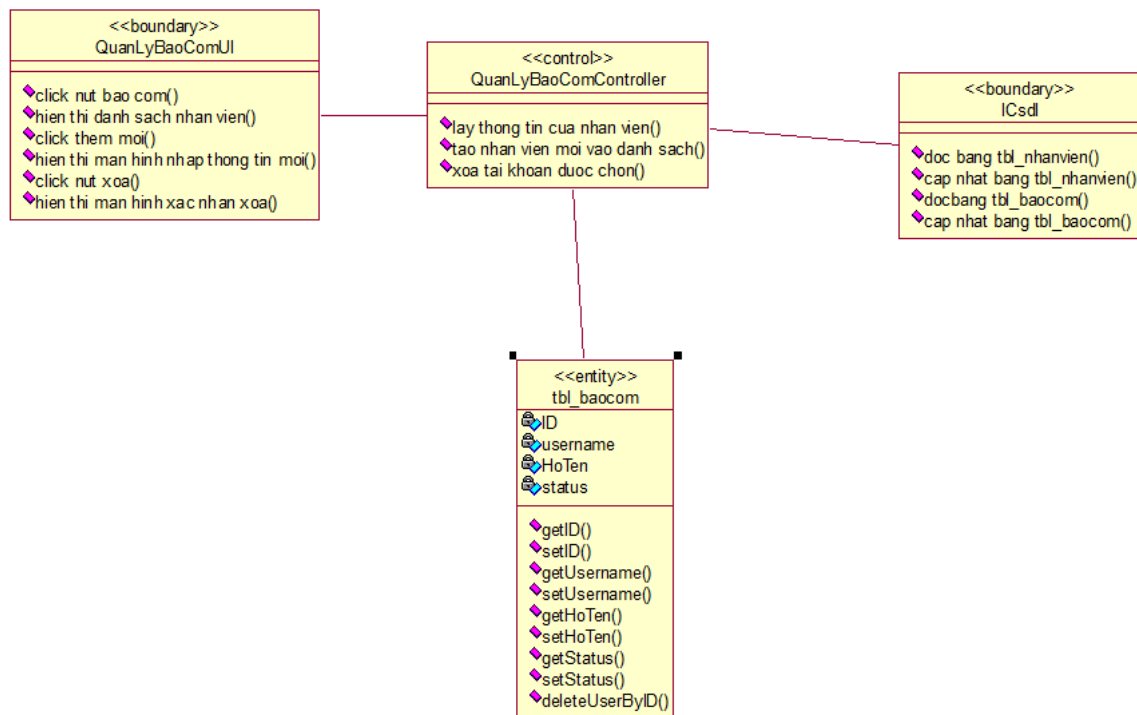 <<boundary>>
QuanLyBaoComUI
click nut bao com()
hien thi danh sach nhan vien()
click them moi()
hien thi man hinh nhap thong tin moi()
click nut xoa()
hien thi man hinh xac nhan xoa()
<<control>>
QuanLyBaoComController
lay thong tin cua nhan vien()
tao nhan vien moi vao danh sach()
xoa tai khoan duoc chon()
<<boundary>>
ICsdl
doc bang tbl_nhanvien()
cap nhat bang tbl_nhanvien()
docbang tbl_baocom()
cap nhat bang tbl_baocom()
<<entity>>
tbl_baocom
ID
username
HoTen
status
getID()
setID()
getUsername()
setUsername()
getHoTen()
setHoTen()
getStatus()
setStatus()
deleteUserByID()